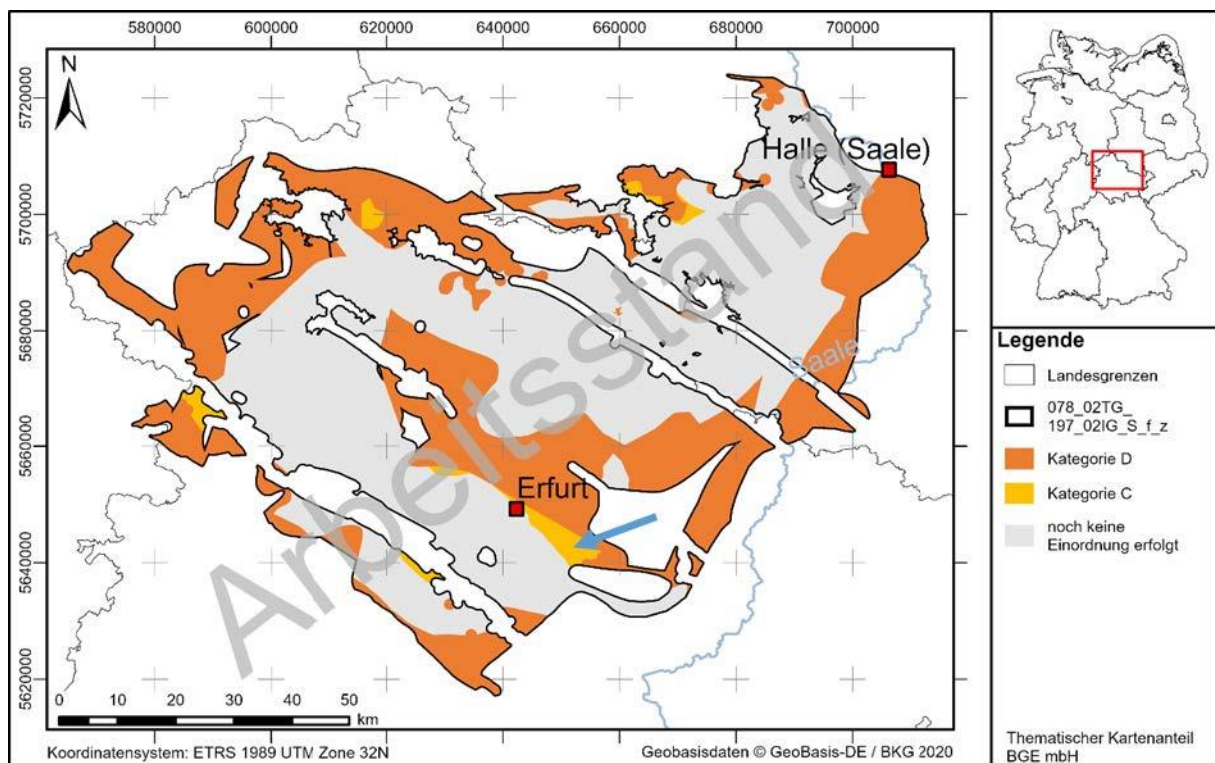 580000 600000 620000 640000 660000 680000 700000
N
5720000
5700000
5680000
5660000
5640000
5620000
Halle (Saale)
Saale
Erfurt
Arbeitsstand
0 10 20 30 40 50
km
Koordinatensystem: ETRS 1989 UTM Zone 32N
Geobasisdaten © GeoBasis-DE / BKG 2020
Legende
Landesgrenzen
078_02TG_
197_02IG_S_f_z
Kategorie D
Kategorie C
noch keine
Einordnung erfolgt
Thematischer Kartenanteil
BGE mbH